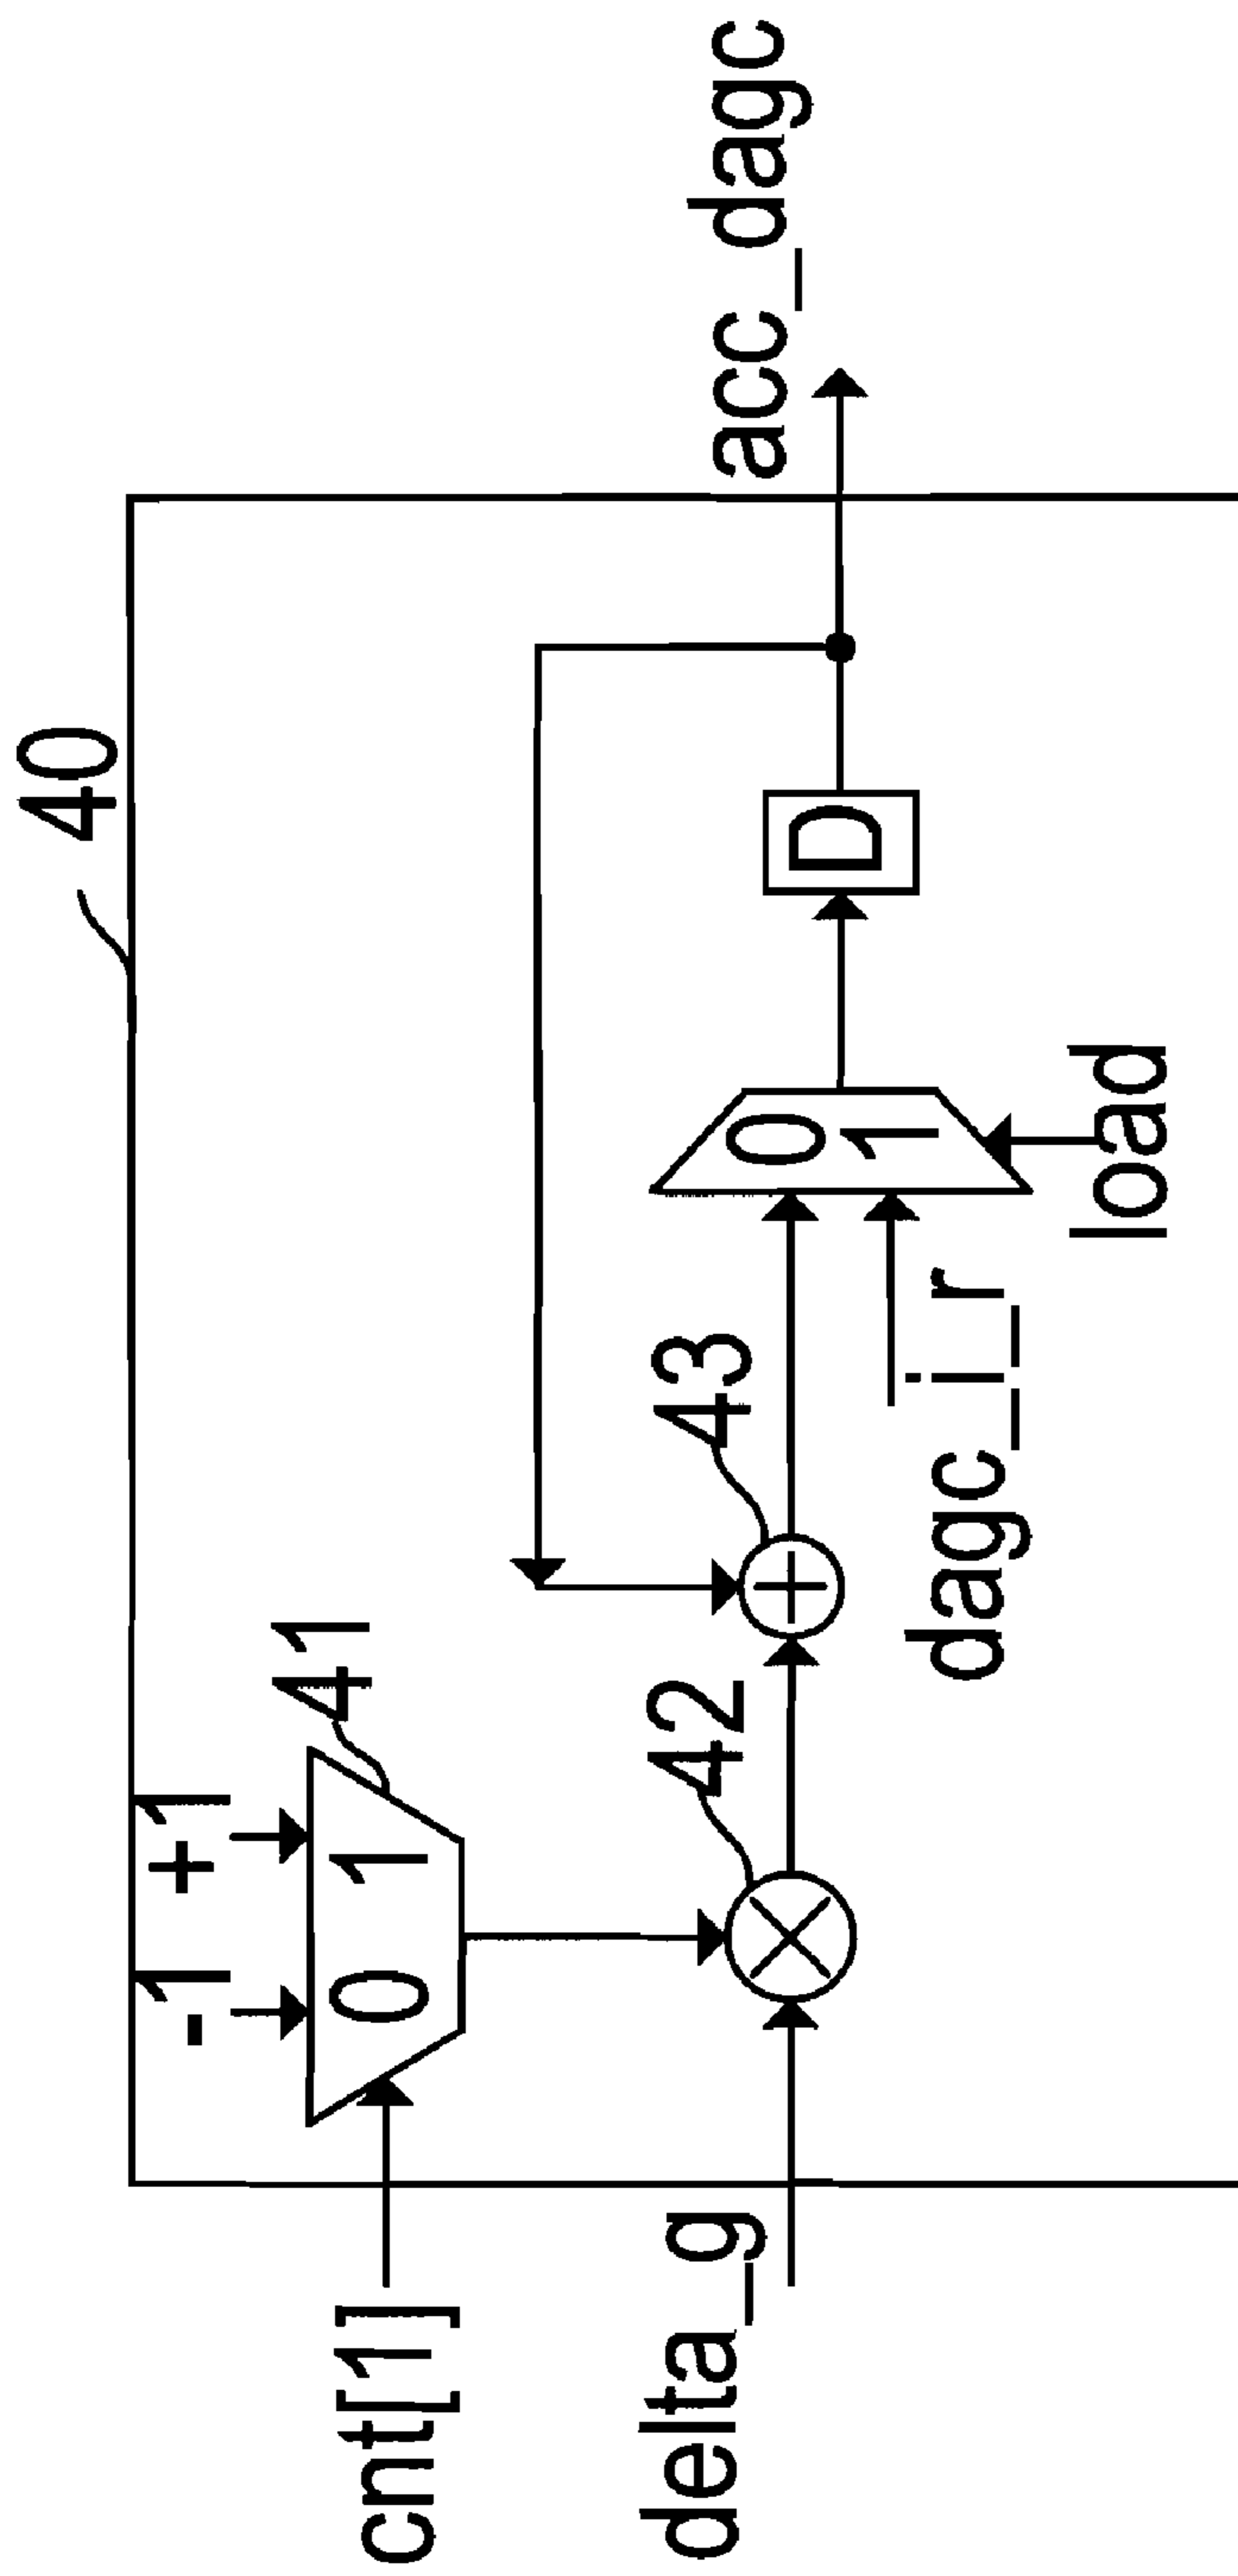 40
-1 +1
0 1
41
cnt[1]
42
43
delta_g
0
1
D
acc_dagc
dagc_i_r
load